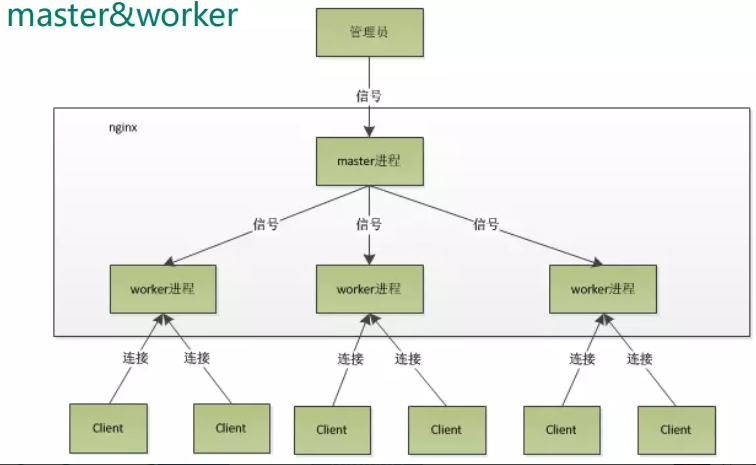 master&worker
管理员
信号
nginx
master进程
信号
信号
信号
worker进程
worker进程
worker进程
连接
连接
连接
连接
连接
连接
Client
Client
Client
Client
Client
Client